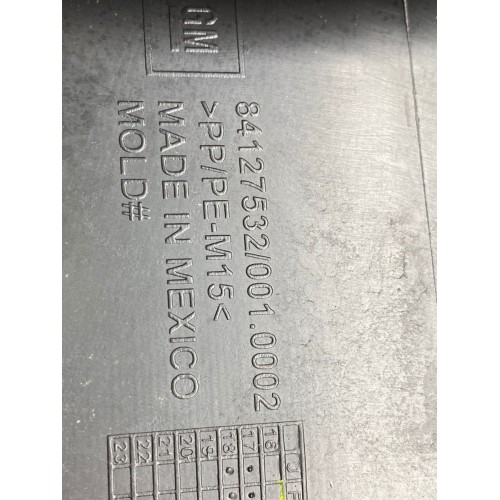 GM
84127532/001.0002
>PP/PE-M15<
MADE IN MEXICO
MOLD#
J F
16
17
18
19
20
21
22
23